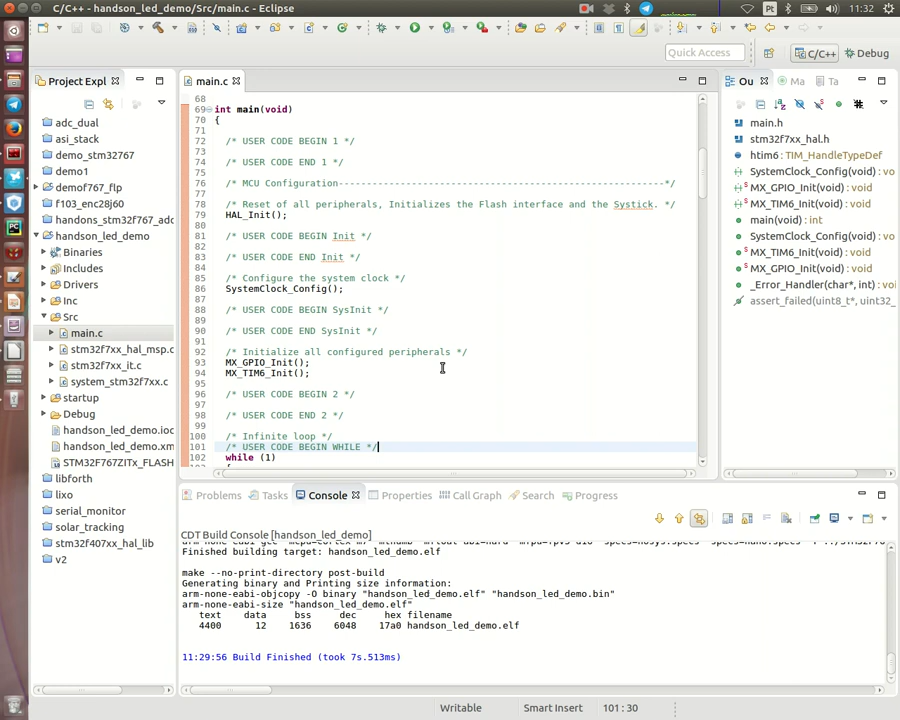 C/C++ - handson_led_demo/Src/main.c - Eclipse
Pt
11:32
Quick Access
C/C++
Debug
Project Expl
adc_dual
asi_stack
demo_stm32767
demo1
demof767_flp
f103_enc28j60
handons_stm32f767_adc
handson_led_demo
Binaries
Includes
Drivers
Inc
Src
main.c
stm32f7xx_hal_msp.c
stm32f7xx_it.c
system_stm32f7xx.c
startup
Debug
handson_led_demo.ioc
handson_led_demo.xm
STM32F767ZITx_FLASH
libforth
lixo
serial_monitor
solar_tracking
stm32f407xx_hal_lib
v2
main.c
68
69 int main(void)
70 {
71
72 /* USER CODE BEGIN 1 */
73
74 /* USER CODE END 1 */
75
76 /* MCU Configuration----------------------------------------------------------*/
77
78 /* Reset of all peripherals, Initializes the Flash interface and the Systick. */
79 HAL_Init();
80
81 /* USER CODE BEGIN Init */
82
83 /* USER CODE END Init */
84
85 /* Configure the system clock */
86 SystemClock_Config();
87
88 /* USER CODE BEGIN SysInit */
89
90 /* USER CODE END SysInit */
91
92 /* Initialize all configured peripherals */
93 MX_GPIO_Init();
94 MX_TIM6_Init();
95
96 /* USER CODE BEGIN 2 */
97
98 /* USER CODE END 2 */
99
100 /* Infinite loop */
101 /* USER CODE BEGIN WHILE */
102 while (1)
Ou
Ma
Ta
main.h
stm32f7xx_hal.h
htim6 : TIM_HandleTypeDef
SystemClock_Config(void) : vo
MX_GPIO_Init(void) : void
MX_TIM6_Init(void) : void
main(void) : int
SystemClock_Config(void) : vo
MX_TIM6_Init(void) : void
MX_GPIO_Init(void) : void
_Error_Handler(char*, int) : void
assert_failed(uint8_t*, uint32_
Problems
Tasks
Console
Properties
Call Graph
Search
Progress
CDT Build Console [handson_led_demo]
Finished building target: handson_led_demo.elf
make --no-print-directory post-build
Generating binary and Printing size information:
arm-none-eabi-objcopy -O binary "handson_led_demo.elf" "handson_led_demo.bin"
arm-none-eabi-size "handson_led_demo.elf"
text data bss dec hex filename
4400 12 1636 6048 17a0 handson_led_demo.elf
11:29:56 Build Finished (took 7s.513ms)
Writable
Smart Insert
101 : 30